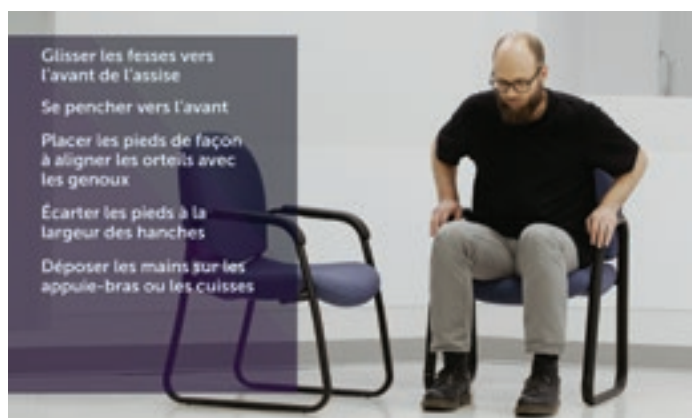 Glisser les fesses vers
l'avant de l'assise
Se pencher vers l'avant
Placer les pieds de façon
à aligner les orteils avec
les genoux
Écarter les pieds à la
largeur des hanches
Déposer les mains sur les
appuie-bras ou les cuisses